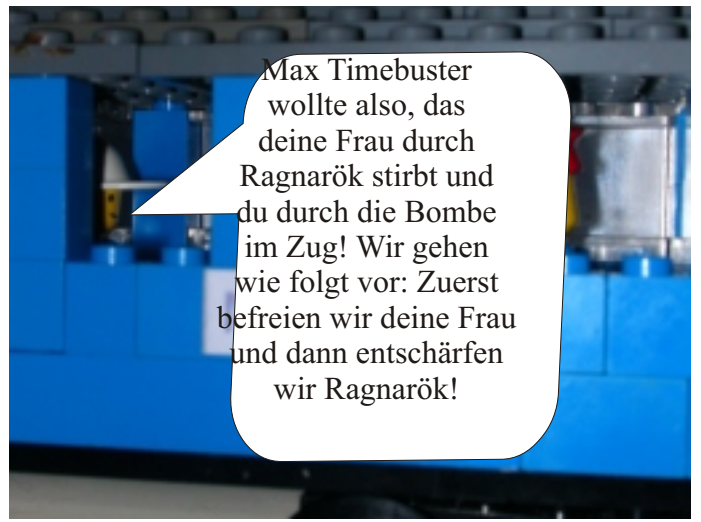 Max Timebuster
wollte also, das
deine Frau durch
Ragnarök stirbt und
du durch die Bombe
im Zug! Wir gehen
wie folgt vor: Zuerst
befreien wir deine Frau
und dann entschärfen
wir Ragnarök!